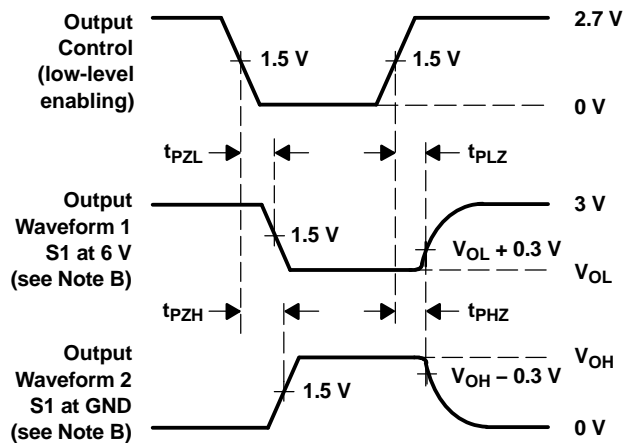 Output
Control
(low-level
enabling)
1.5 V
1.5 V
2.7 V
0 V
tPZL
tPLZ
Output
Waveform 1
S1 at 6 V
(see Note B)
1.5 V
3 V
VOL + 0.3 V
VOL
tPZH
tPHZ
Output
Waveform 2
S1 at GND
(see Note B)
1.5 V
VOH
VOH − 0.3 V
0 V